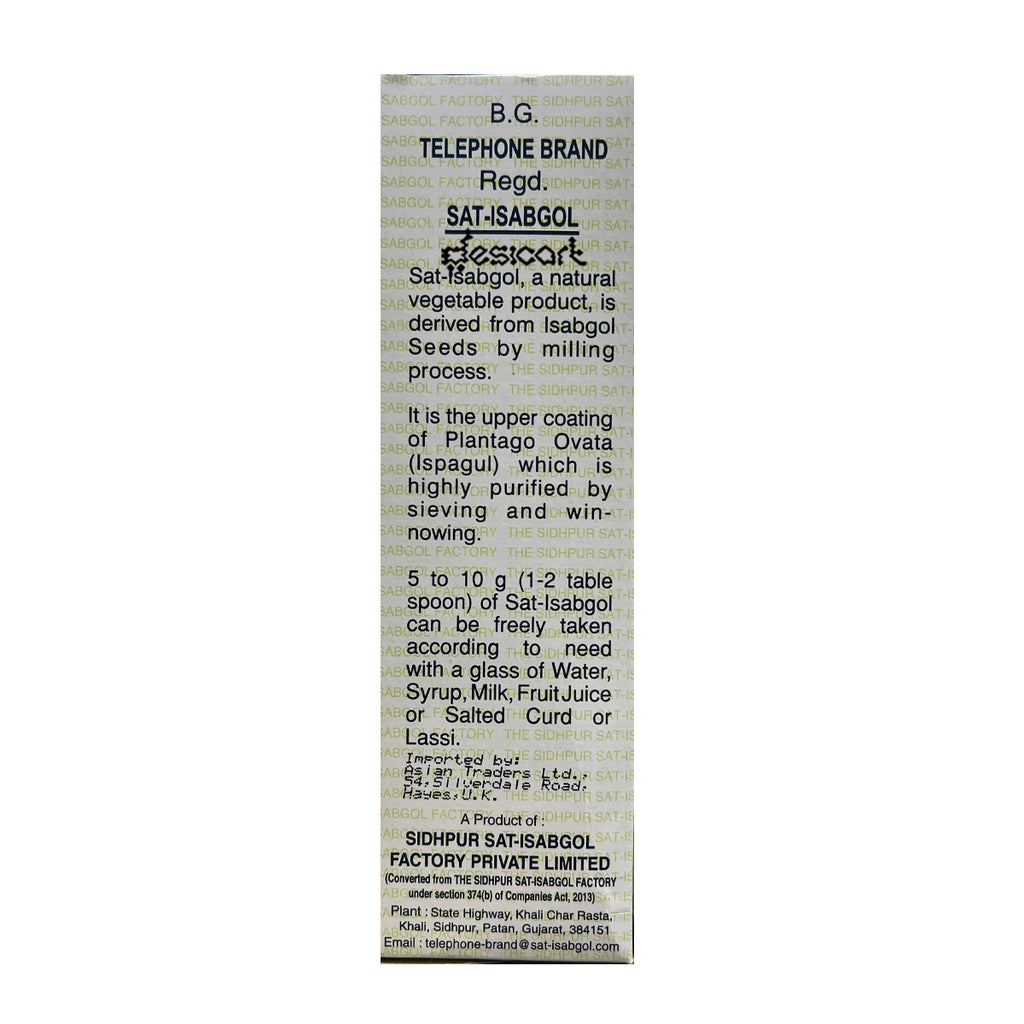 B.G.
TELEPHONE BRAND
Regd.
SAT-ISABGOL
desicart
Sat-Isabgol, a natural
vegetable product, is
derived from Isabgol
Seeds by milling
process.
It is the upper coating
of Plantago Ovata
(Ispagul) which is
highly purified by
sieving and win-
nowing.
5 to 10 g (1-2 table
spoon) of Sat-Isabgol
can be freely taken
according to need
with a glass of Water,
Syrup, Milk, Fruit Juice
or Salted Curd or
Lassi.
Imported by:
Asian Traders Ltd.,
54,Silverdale Road,
Hayes,U.K.
A Product of :
SIDHPUR SAT-ISABGOL
FACTORY PRIVATE LIMITED
(Converted from THE SIDHPUR SAT-ISABGOL FACTORY
under section 374(b) of Companies Act, 2013)
Plant : State Highway, Khali Char Rasta,
Khali, Sidhpur, Patan, Gujarat, 384151
Email : telephone-brand@sat-isabgol.com